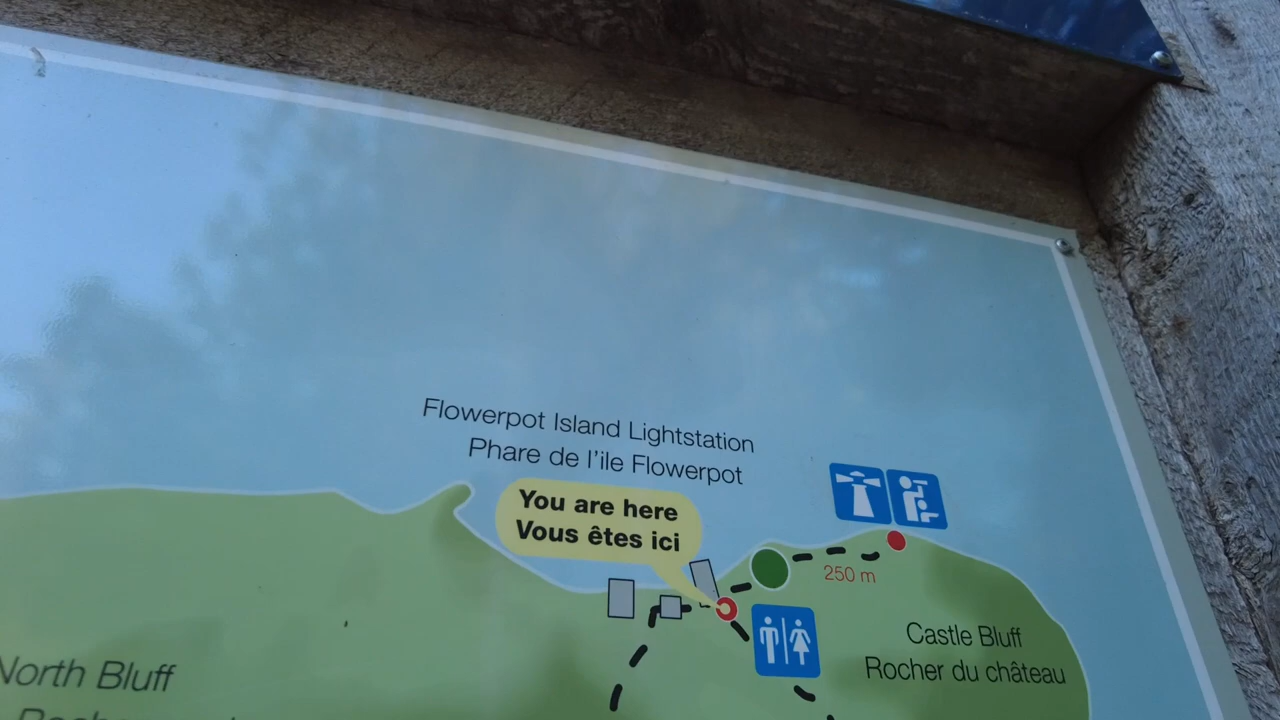 Flowerpot Island Lightstation
Phare de l'ile Flowerpot
You are here
Vous êtes ici
250 m
Castle Bluff
Rocher du château
North Bluff